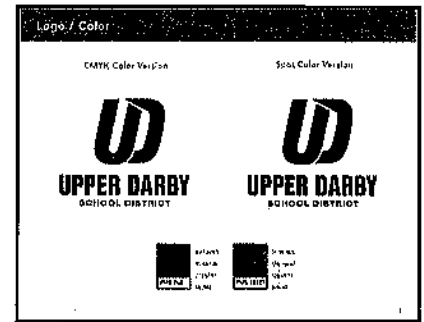 Logo / Color
CMYK Color Version
Spot Color Version
UD
UD
UPPER DARBY
UPPER DARBY
SCHOOL DISTRICT
SCHOOL DISTRICT